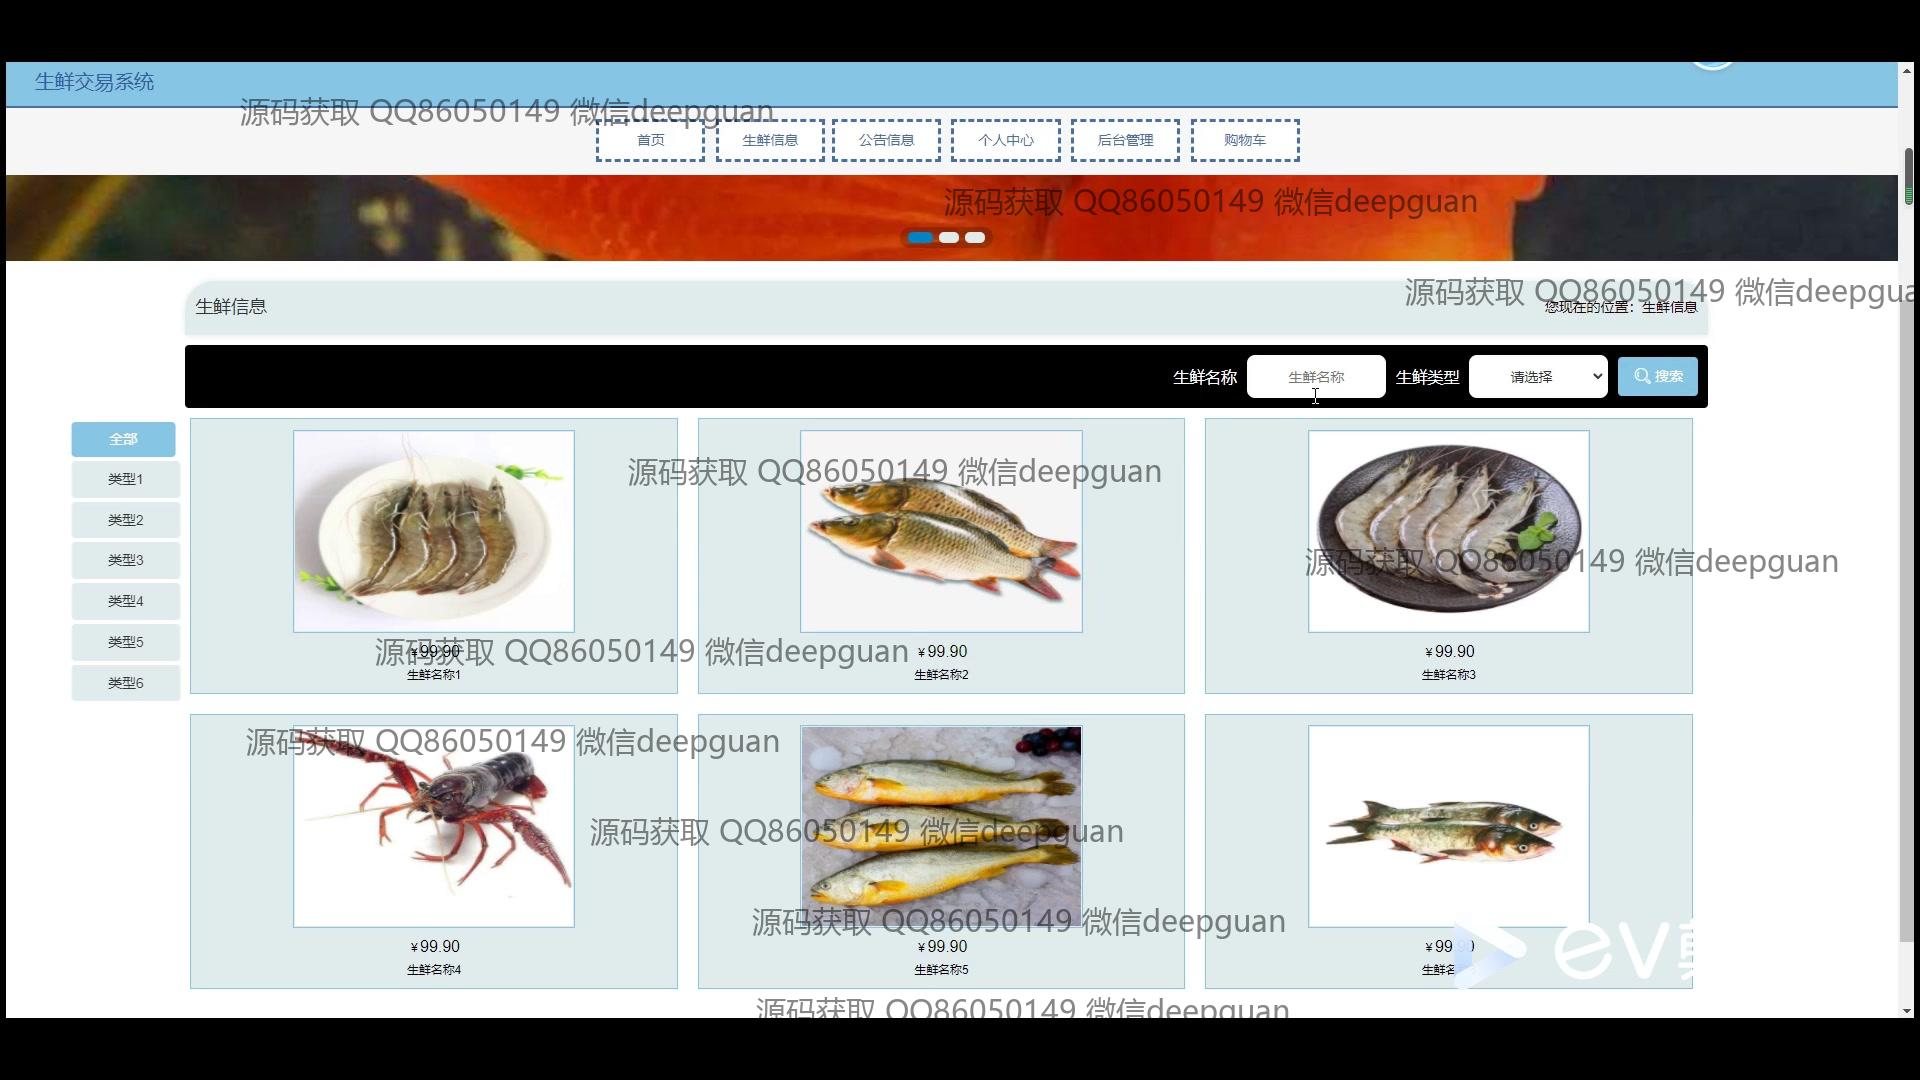 生鲜交易系统
源码获取 QQ86050149 微信deepguan
首页
生鲜信息
公告信息
个人中心
后台管理
购物车
源码获取 QQ86050149 微信deepguan
源码获取 QQ86050149 微信deepgua
生鲜信息
您现在的位置：生鲜信息
生鲜名称
生鲜名称
生鲜类型
请选择
搜索
全部
类型1
类型2
类型3
类型4
类型5
类型6
源码获取 QQ86050149 微信deepguan
源码获取 QQ86050149 微信deepguan
源码获取 QQ86050149 微信deepguan
￥99.90
生鲜名称1
￥99.90
生鲜名称2
￥99.90
生鲜名称3
源码获取 QQ86050149 微信deepguan
源码获取 QQ86050149 微信deepguan
源码获取 QQ86050149 微信deepguan
￥99.90
生鲜名称4
￥99.90
生鲜名称5
￥99.90
生鲜名
ev
源码获取 QQ86050149 微信deepguan